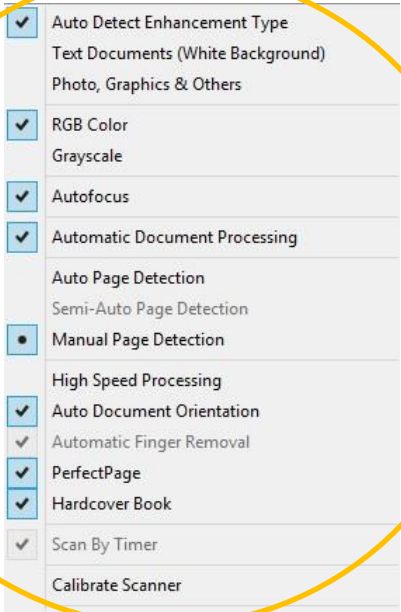 Auto Detect Enhancement Type
Text Documents (White Background)
Photo, Graphics & Others
RGB Color
Grayscale
Autofocus
Automatic Document Processing
Auto Page Detection
Semi-Auto Page Detection
Manual Page Detection
High Speed Processing
Auto Document Orientation
Automatic Finger Removal
PerfectPage
Hardcover Book
Scan By Timer
Calibrate Scanner